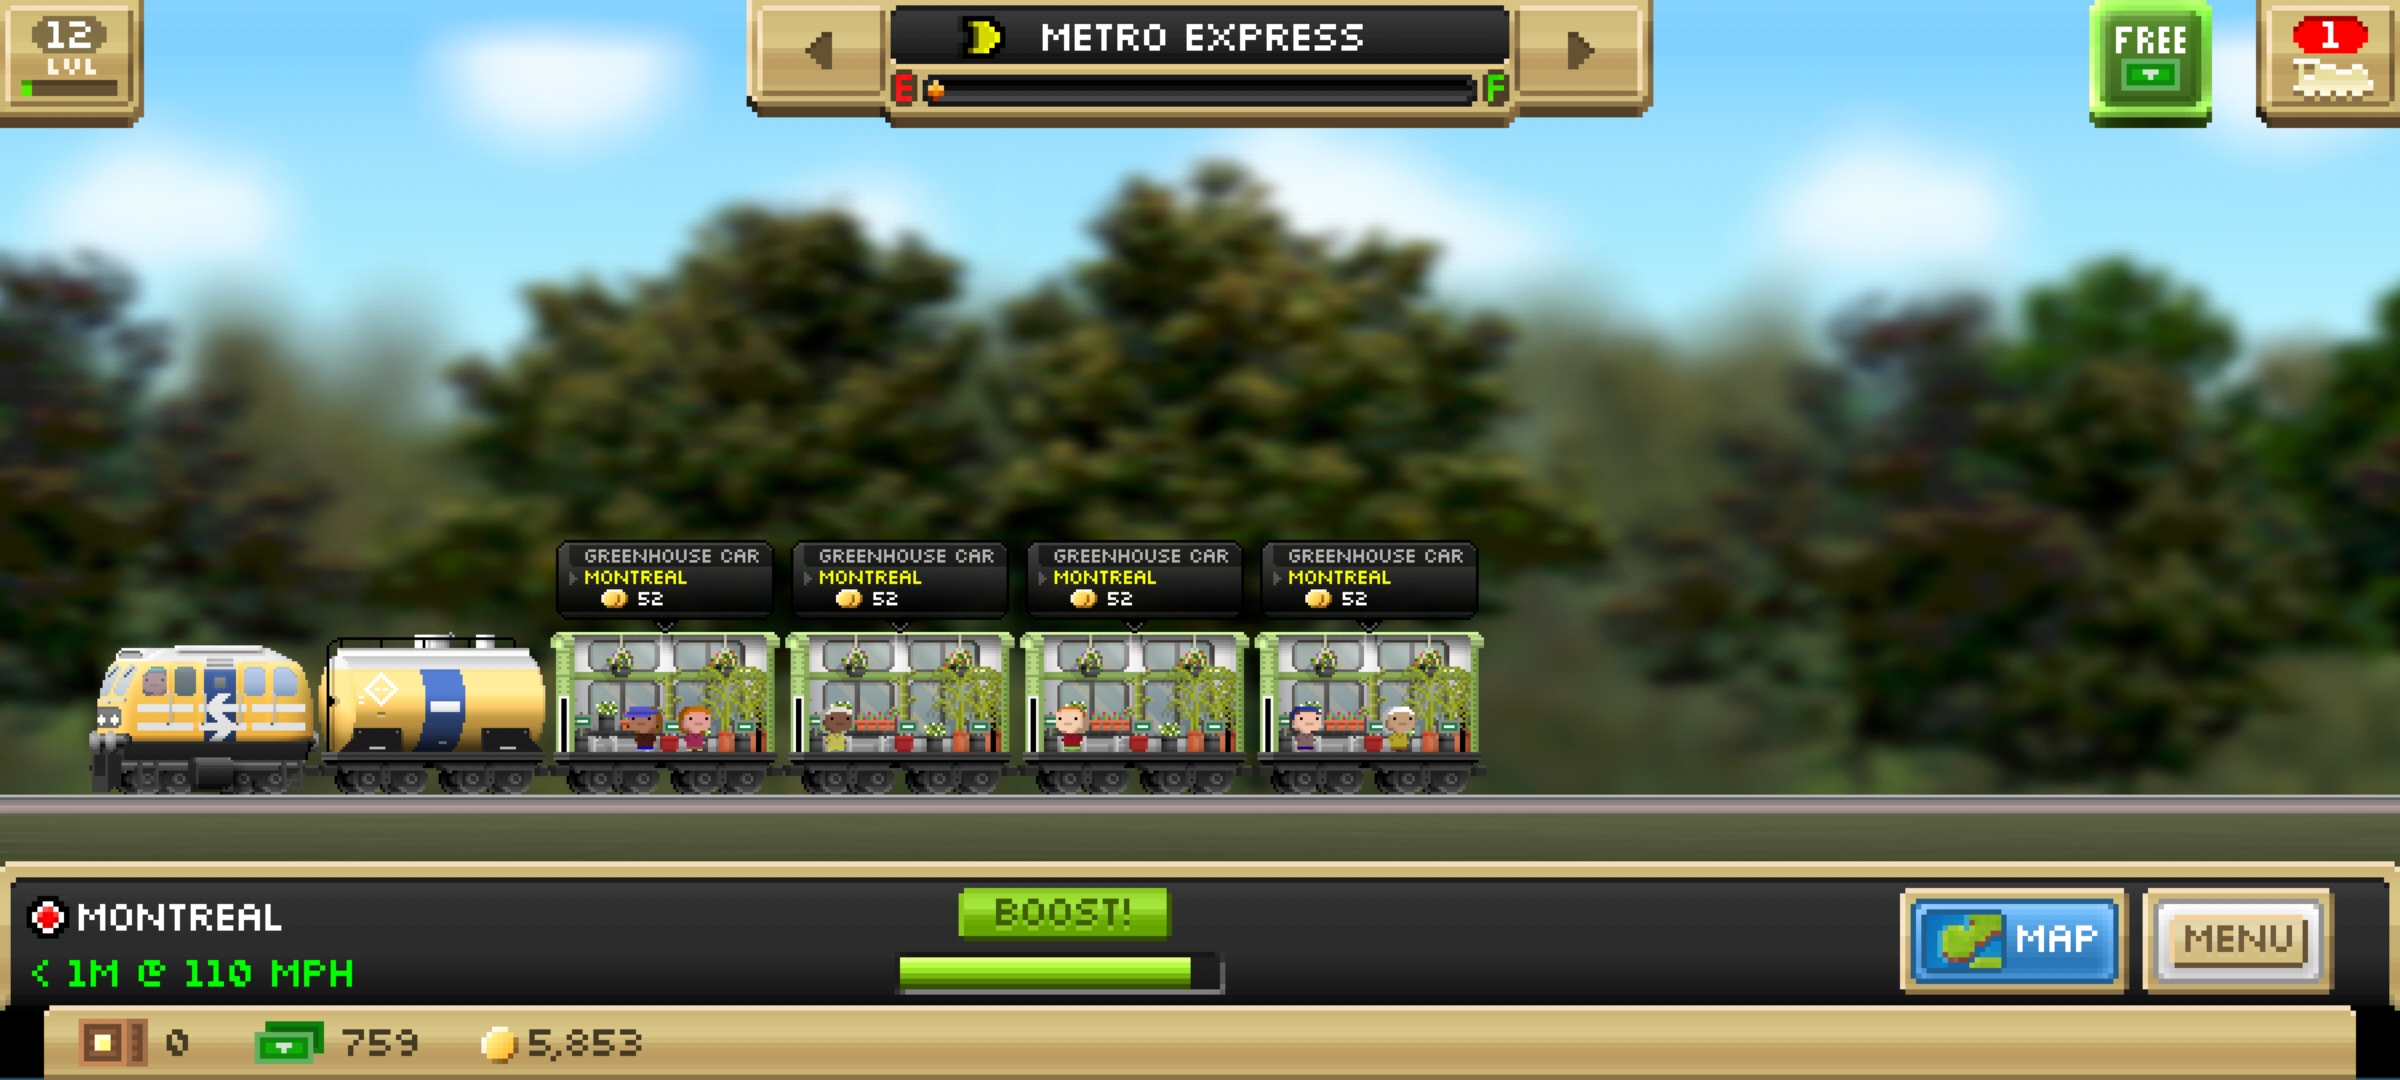 12
LVL
METRO EXPRESS
E F
FREE
1
GREENHOUSE CAR
MONTREAL
52
GREENHOUSE CAR
MONTREAL
52
GREENHOUSE CAR
MONTREAL
52
GREENHOUSE CAR
MONTREAL
52
MONTREAL
< 1M @ 110 MPH
BOOST!
MAP
MENU
0 759 5,853